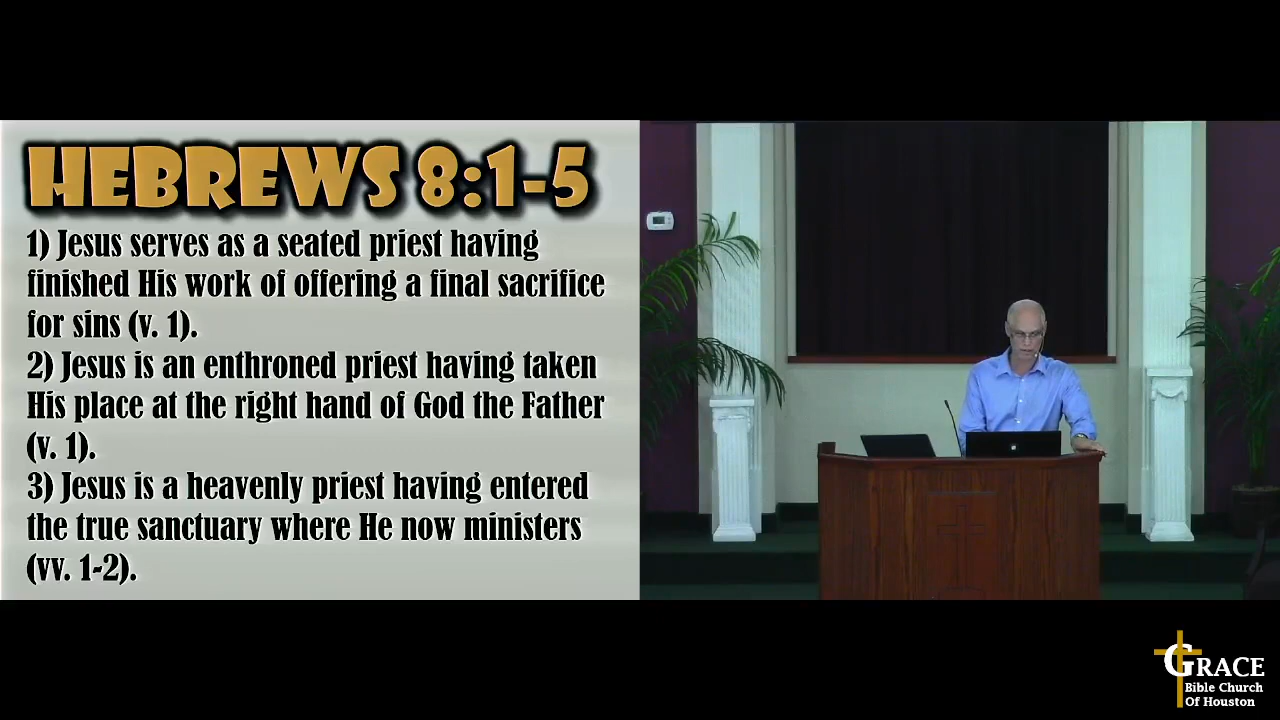 HEBREWS 8:1-5
1) Jesus serves as a seated priest having
finished His work of offering a final sacrifice
for sins (v. 1).
2) Jesus is an enthroned priest having taken
His place at the right hand of God the Father
(v. 1).
3) Jesus is a heavenly priest having entered
the true sanctuary where He now ministers
(vv. 1-2).
GRACE
Bible Church
Of Houston